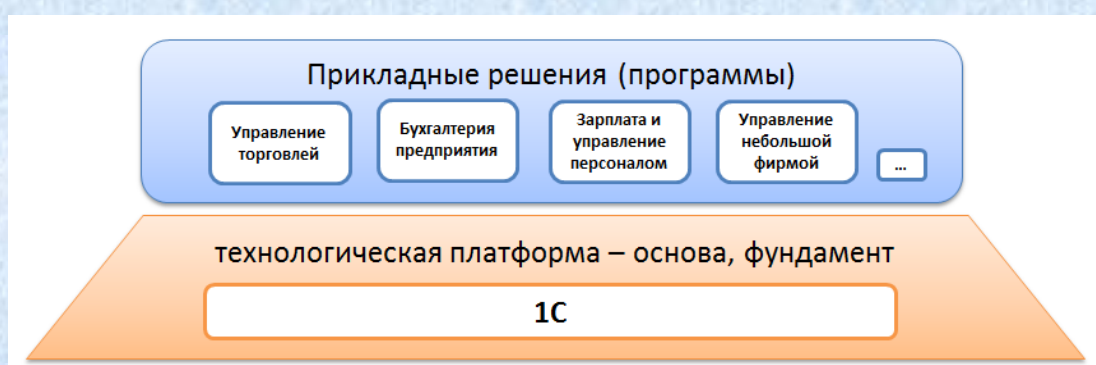 Прикладные решения (программы)
Управление
торговлей
Бухгалтерия
предприятия
Зарплата и
управление
персоналом
Управление
небольшой
фирмой
...
технологическая платформа – основа, фундамент
1С